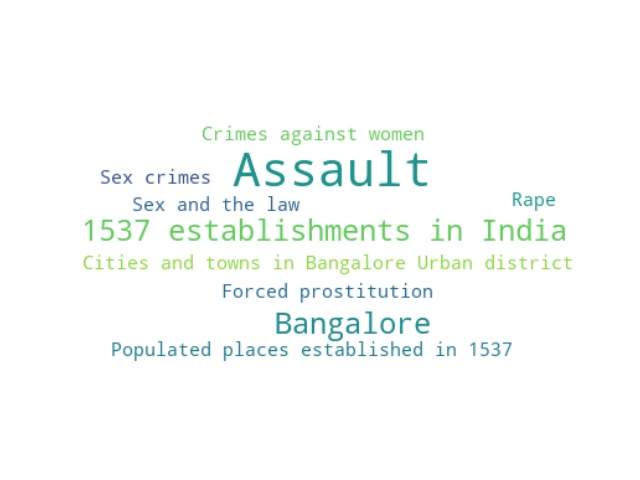 Crimes against women
Assault
Sex crimes
Sex and the law
Rape
1537 establishments in India
Cities and towns in Bangalore Urban district
Forced prostitution
Bangalore
Populated places established in 1537